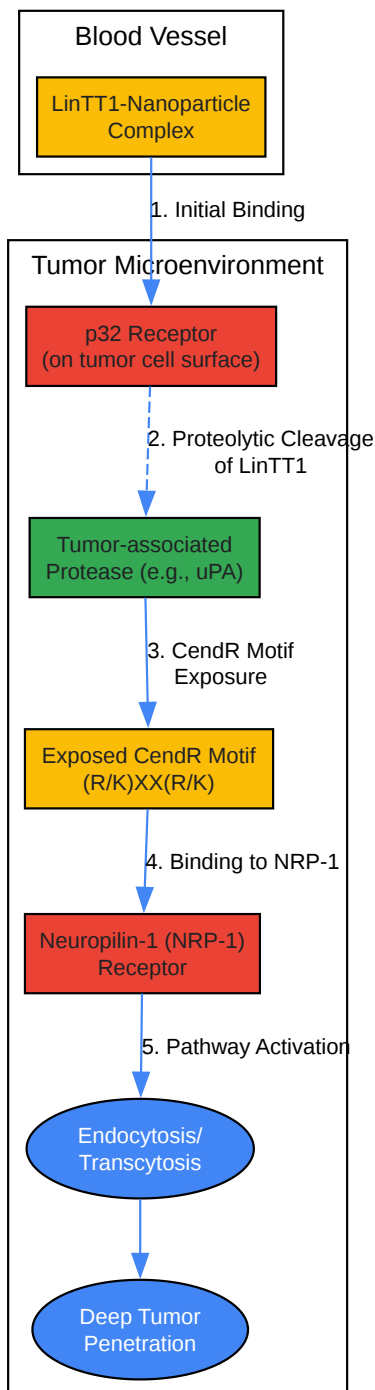 Blood Vessel
LinTT1-Nanoparticle
Complex
1. Initial Binding
Tumor Microenvironment
p32 Receptor
(on tumor cell surface)
2. Proteolytic Cleavage
of LinTT1
Tumor-associated
Protease (e.g., uPA)
3. CendR Motif
Exposure
Exposed CendR Motif
(R/K)XX(R/K)
4. Binding to NRP-1
Neuropilin-1 (NRP-1)
Receptor
5. Pathway Activation
Endocytosis/
Transcytosis
Deep Tumor
Penetration